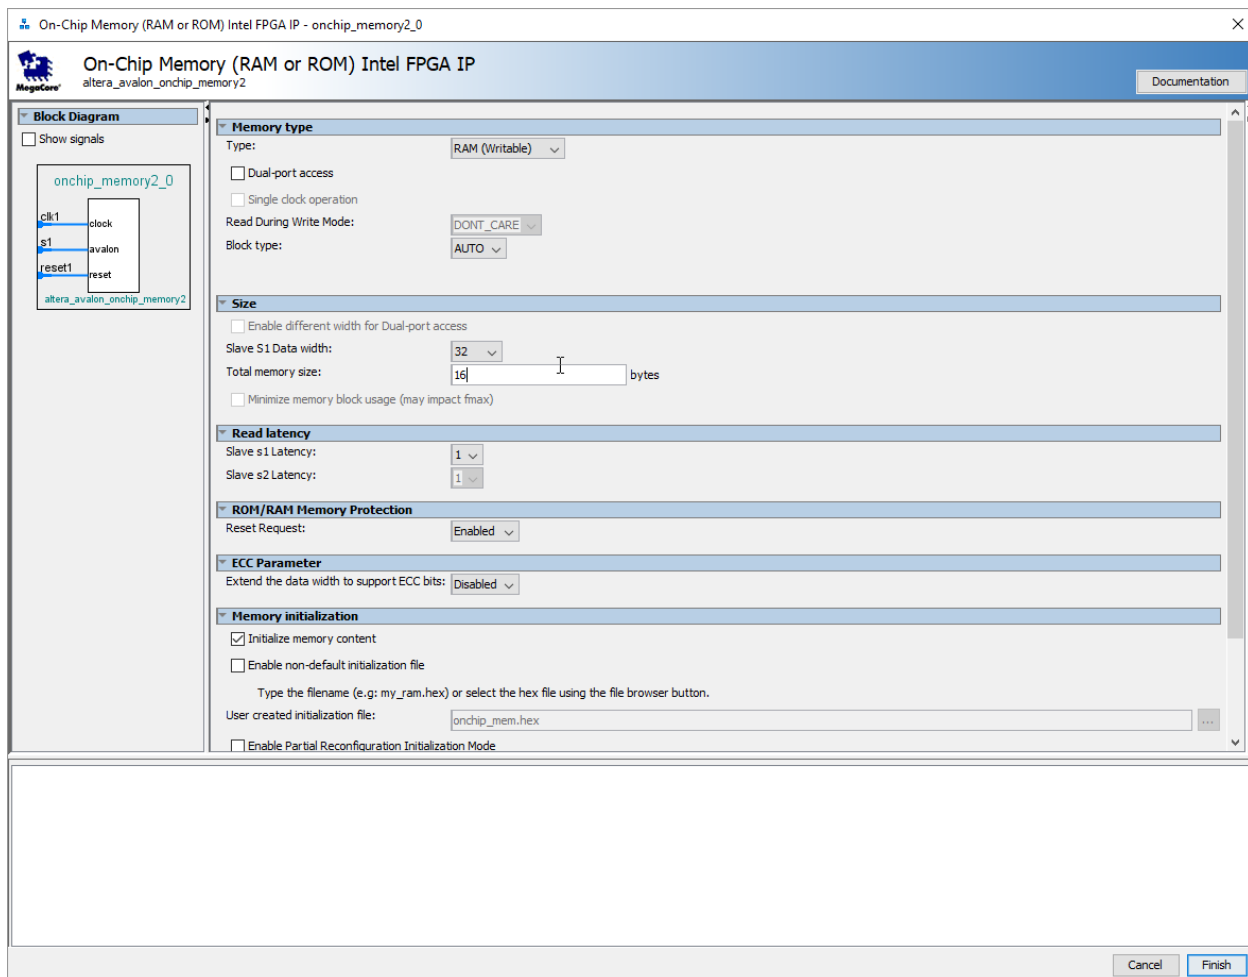 On-Chip Memory (RAM or ROM) Intel FPGA IP - onchip_memory2_0
MegaCore'
On-Chip Memory (RAM or ROM) Intel FPGA IP
altera_avalon_onchip_memory2
Documentation
Block Diagram
Show signals
onchip_memory2_0
clk1
clock
s1
avalon
reset1
reset
altera_avalon_onchip_memory2
Memory type
Type: RAM (Writable)
Dual-port access
Single clock operation
Read During Write Mode: DONT_CARE
Block type: AUTO
Size
Enable different width for Dual-port access
Slave S1 Data width: 32
Total memory size: 16 bytes
Minimize memory block usage (may impact fmax)
Read latency
Slave s1 Latency: 1
Slave s2 Latency: 1
ROM/RAM Memory Protection
Reset Request: Enabled
ECC Parameter
Extend the data width to support ECC bits: Disabled
Memory initialization
Initialize memory content
Enable non-default initialization file
Type the filename (e.g: my_ram.hex) or select the hex file using the file browser button.
User created initialization file: onchip_mem.hex ...
Enable Partial Reconfiguration Initialization Mode
Cancel Finish